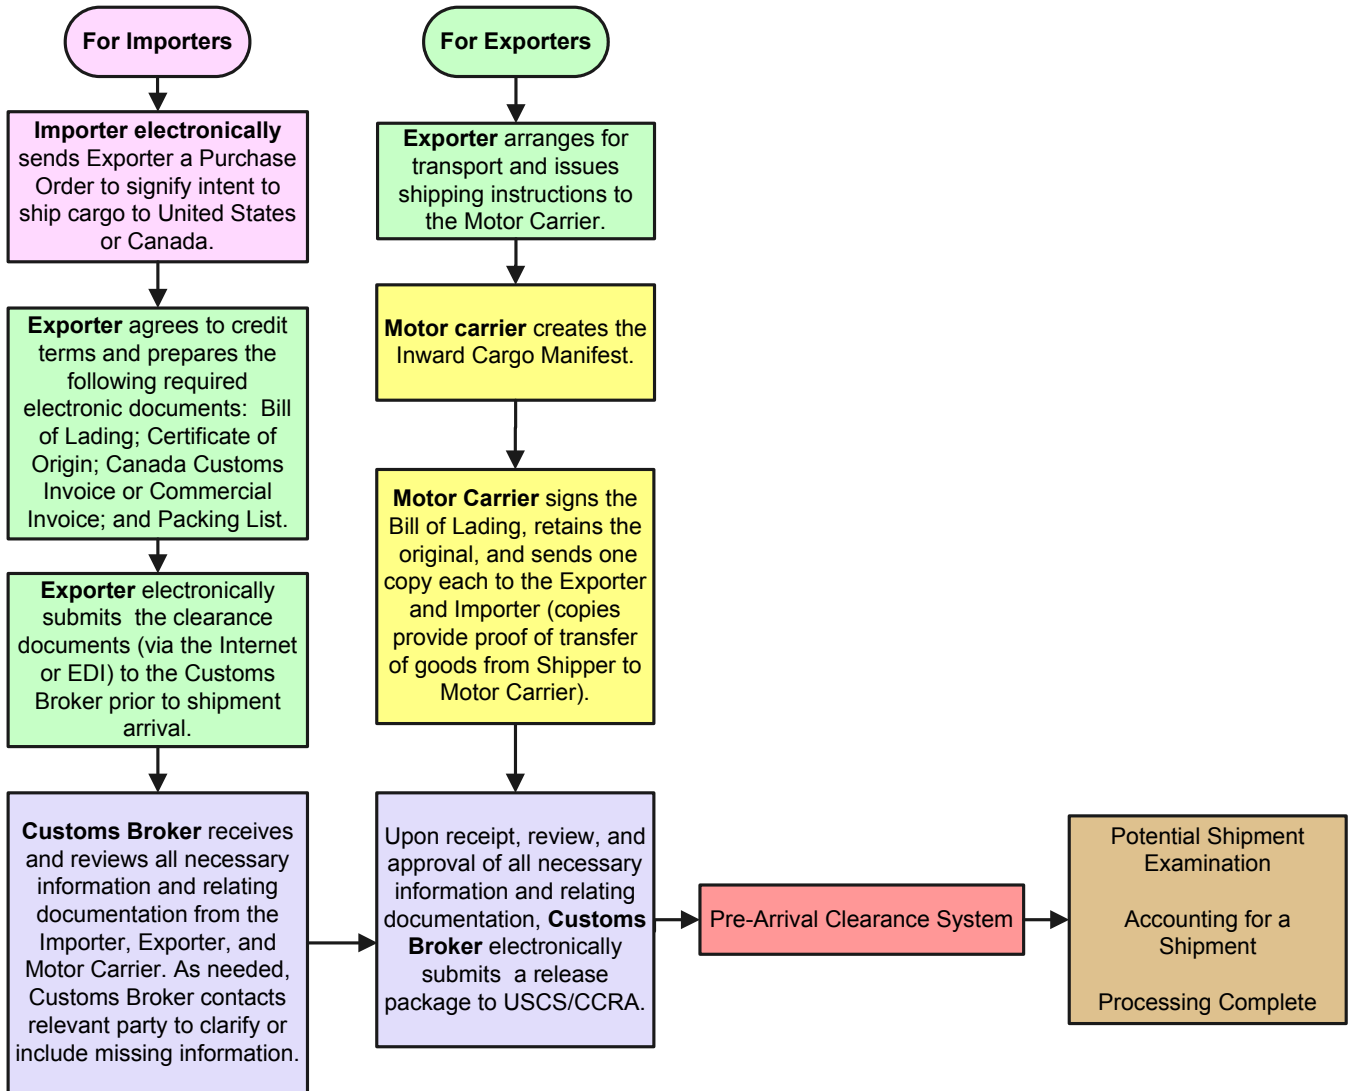 For Importers
Importer electronically
sends Exporter a Purchase
Order to signify intent to
ship cargo to United States
or Canada.
Exporter agrees to credit
terms and prepares the
following required
electronic documents:  Bill
of Lading; Certificate of
Origin; Canada Customs
Invoice or Commercial
Invoice; and Packing List.
Exporter electronically
submits  the clearance
documents (via the Internet
or EDI) to the Customs
Broker prior to shipment
arrival.
Customs Broker receives
and reviews all necessary
information and relating
documentation from the
Importer, Exporter, and
Motor Carrier. As needed,
Customs Broker contacts
relevant party to clarify or
include missing information.
For Exporters
Exporter arranges for
transport and issues
shipping instructions to
the Motor Carrier.
Motor carrier creates the
Inward Cargo Manifest.
Motor Carrier signs the
Bill of Lading, retains the
original, and sends one
copy each to the Exporter
and Importer (copies
provide proof of transfer
of goods from Shipper to
Motor Carrier).
Upon receipt, review, and
approval of all necessary
information and relating
documentation, Customs
Broker electronically
submits  a release
package to USCS/CCRA.
Pre-Arrival Clearance System
Potential Shipment
Examination
Accounting for a
Shipment
Processing Complete